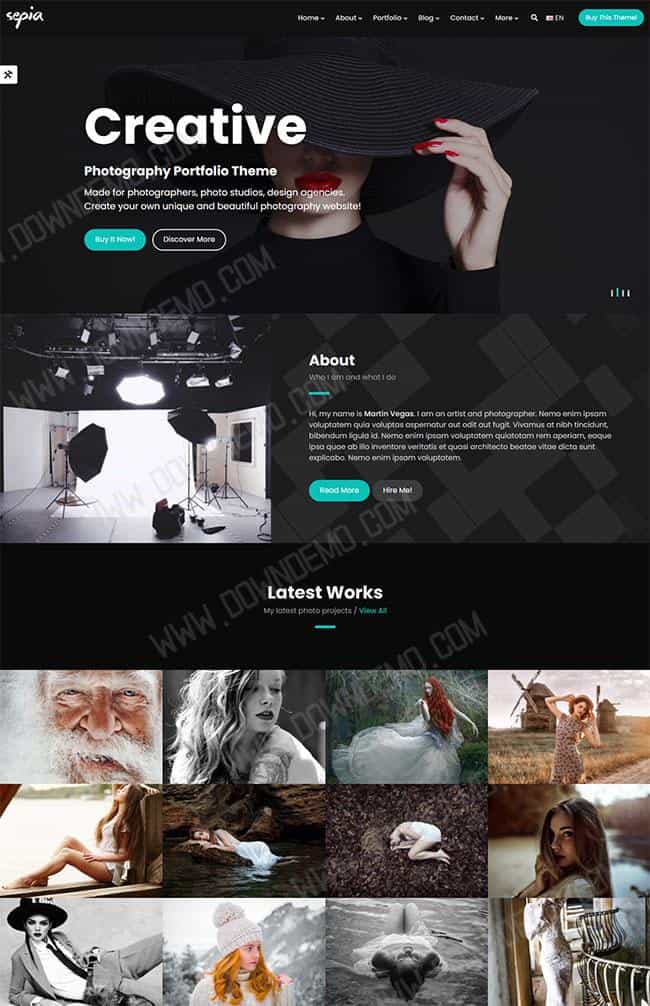 sepia
Home About Portfolio Blog Contact More EN Buy This Theme!
Creative
Photography Portfolio Theme
Made for photographers, photo studios, design agencies.
Create your own unique and beautiful photography website!
Buy It Now! Discover More
About
Who I am and what I do
Hi, my name is Martin Vegas. I am an artist and photographer. Nemo enim ipsam
voluptatem quia voluptas aspernatur aut odit aut fugit. Vivamus at nibh tincidunt,
bibendum ligula id. Nemo enim ipsam voluptatem quiatotam rem aperiam, eaque
ipsa quae ab illo inventore veritatis et quasi architecto beatae vitae dicta sunt
explicabo. Nemo enim ipsam voluptatem.
Read More Hire Me!
Latest Works
My latest photo projects / View All
WWW.DOWNDEMO.COM
WWW.DOWNDEMO.COM
WWW.DOWNDEMO.COM
WWW.DOWNDEMO.COM